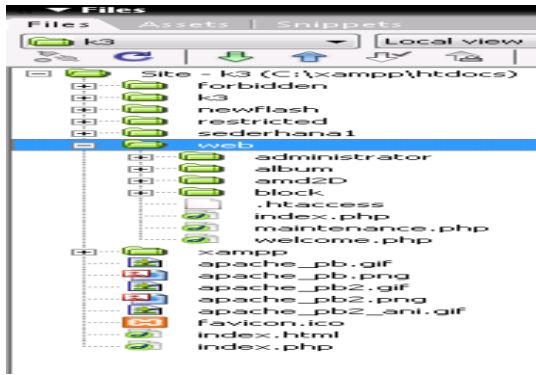 Files
Files Assets Snippets
k3 Local view
Site - k3 (C:\xampp\htdocs)
forbidden
k3
newflash
restricted
sederhana1
web
administrator
album
amd2D
block
.htaccess
index.php
maintenance.php
welcome.php
xampp
apache_pb.gif
apache_pb.png
apache_pb2.gif
apache_pb2.png
apache_pb2_ani.gif
favicon.ico
index.html
index.php